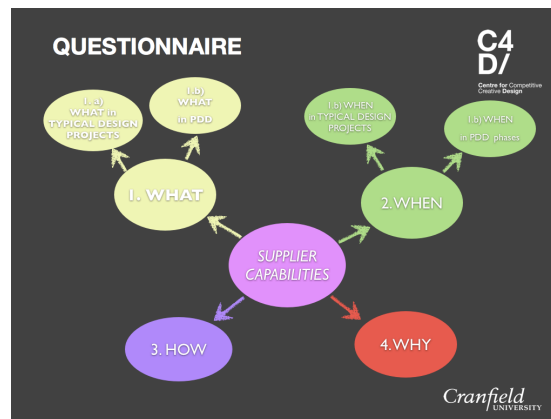 QUESTIONNAIRE
C4
D/
Centre for Competitive
Creative Design
1. a)
WHAT in
TYPICAL DESIGN
PROJECTS
1.b)
WHAT
in PDD
1.b) WHEN
in TYPICAL DESIGN
PROJECTS
1.b) WHEN
in PDD phases
1. WHAT
2. WHEN
SUPPLIER
CAPABILITIES
3. HOW
4. WHY
Cranfield
UNIVERSITY